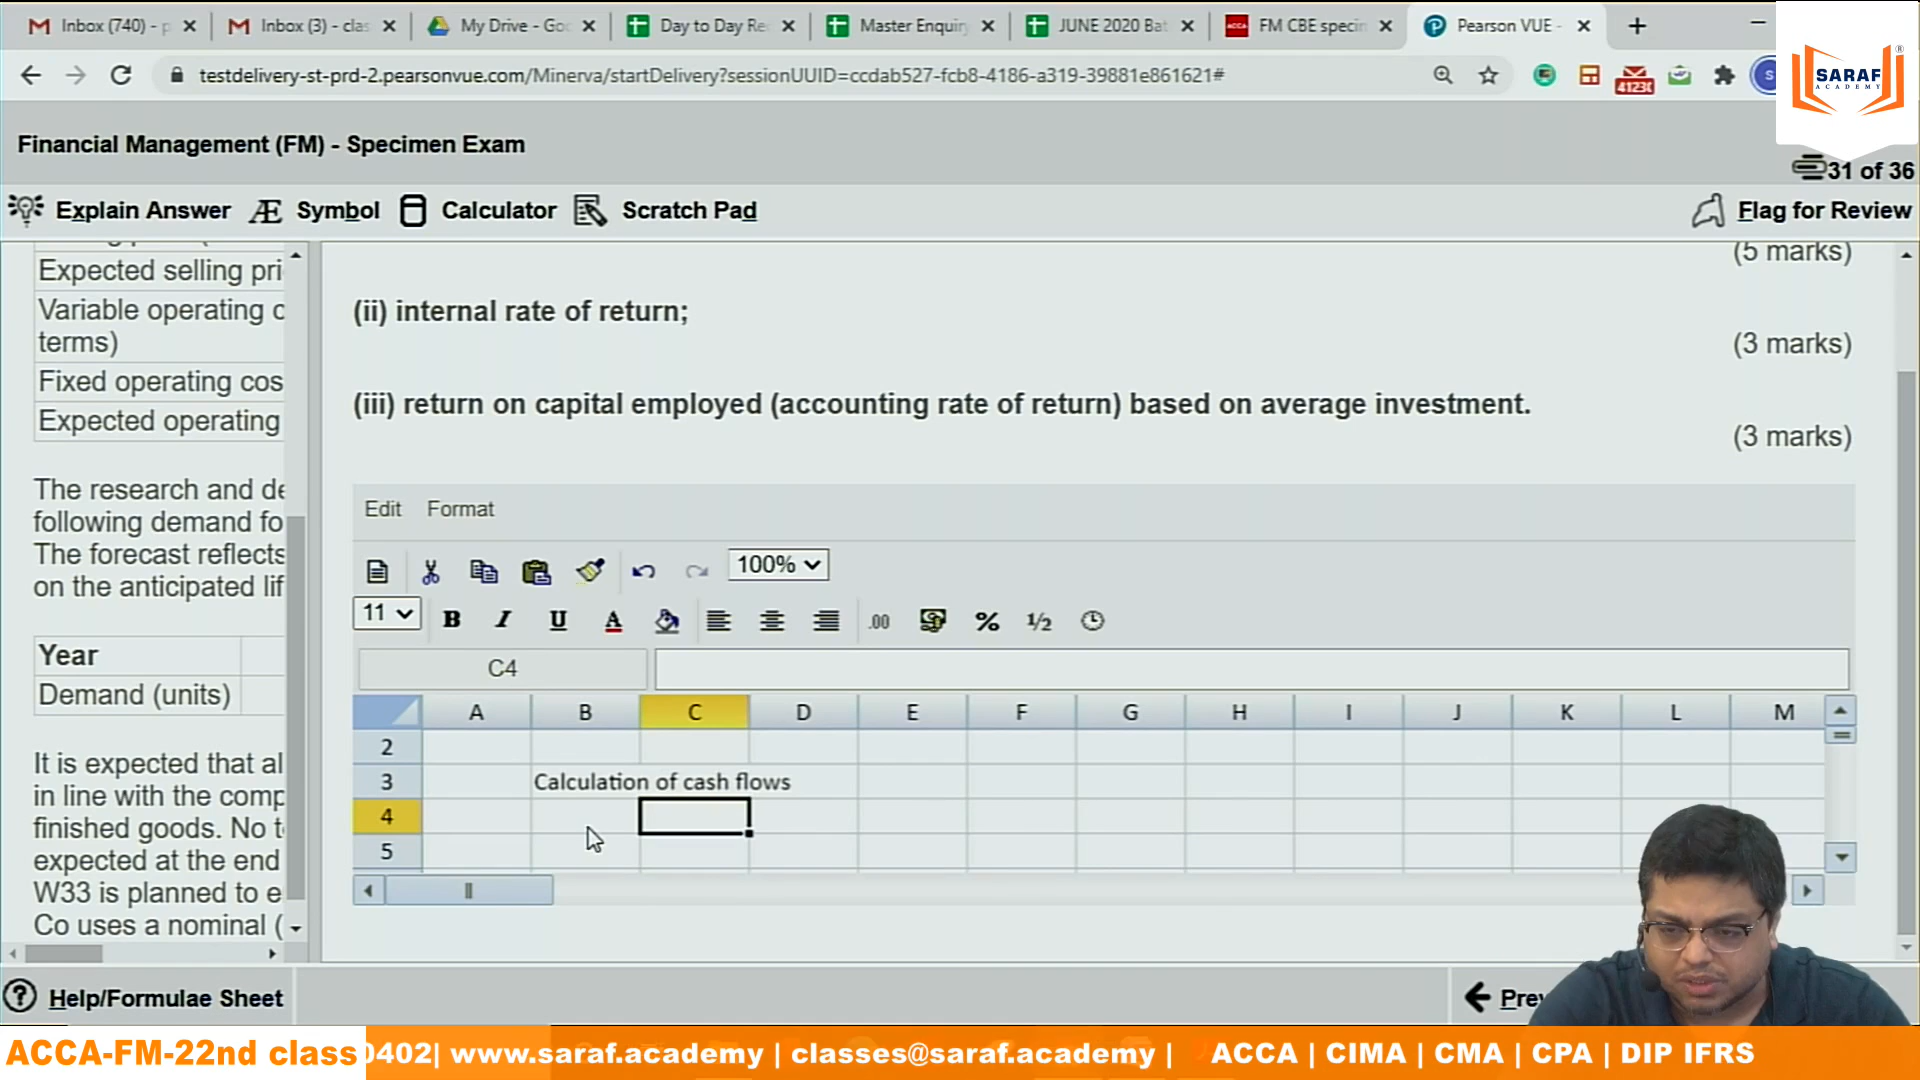 Inbox (740) - p
Inbox (3) - clas
My Drive - Goo
Day to Day Re
Master Enquiry
JUNE 2020 Bat
FM CBE specin
Pearson VUE -
testdelivery-st-prd-2.pearsonvue.com/Minerva/startDelivery?sessionUUID=ccdab527-fcb8-4186-a319-39881e861621#
SARAF
ACADEMY
Financial Management (FM) - Specimen Exam
31 of 36
Explain Answer
Symbol
Calculator
Scratch Pad
Flag for Review
Expected selling pri
Variable operating c
terms)
Fixed operating cos
Expected operating
The research and de
following demand fo
The forecast reflects
on the anticipated lif
Year
Demand (units)
It is expected that al
in line with the comp
finished goods. No t
expected at the end
W33 is planned to e
Co uses a nominal (
(5 marks)
(ii) internal rate of return;
(3 marks)
(iii) return on capital employed (accounting rate of return) based on average investment.
(3 marks)
Edit Format
100%
11
B I U A .00 % 1/2
C4
A B C D E F G H I J K L M
2
3 Calculation of cash flows
4
5
Help/Formulae Sheet
Prev
ACCA-FM-22nd class
0402| www.saraf.academy | classes@saraf.academy |
ACCA | CIMA | CMA | CPA | DIP IFRS